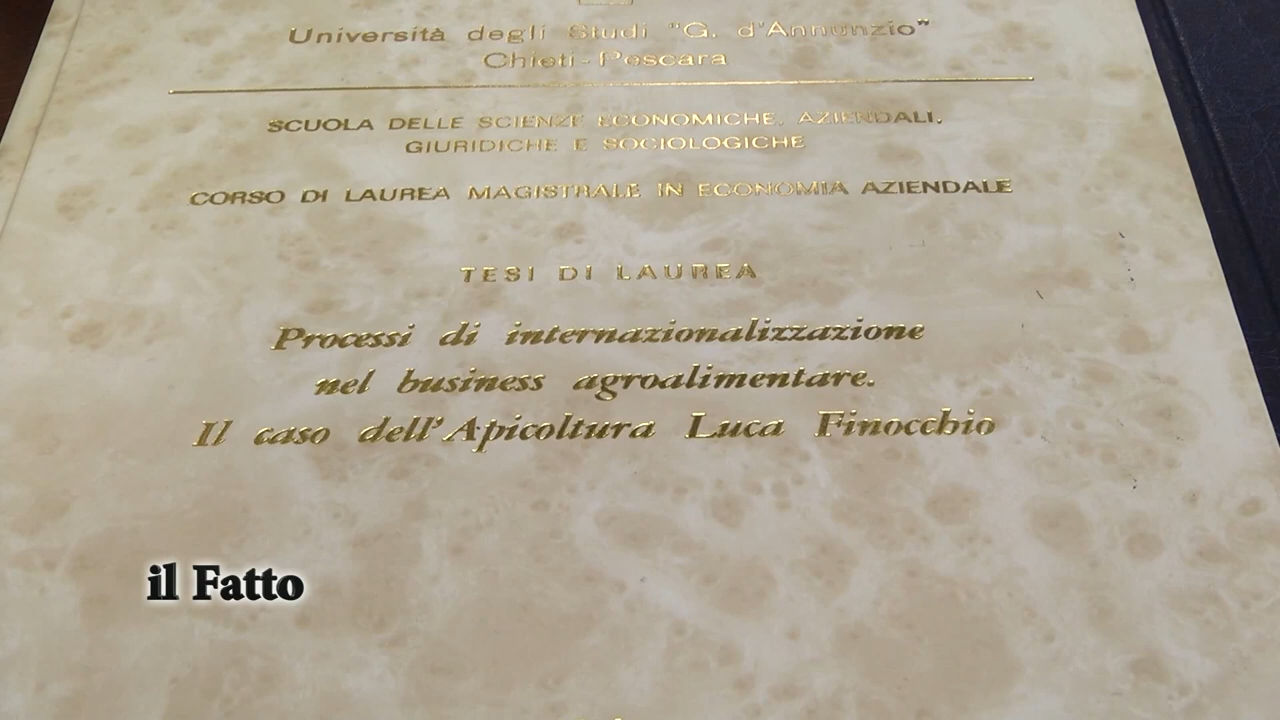 Università degli Studi "G. d'Annunzio"
Chieti-Pescara
SCUOLA DELLE SCIENZE ECONOMICHE, AZIENDALI,
GIURIDICHE E SOCIOLOGICHE
CORSO DI LAUREA MAGISTRALE IN ECONOMIA AZIENDALE
TESI DI LAUREA
Processi di internazionalizzazione
nel business agroalimentare.
Il caso dell'Apicoltura Luca Finocchio
il Fatto